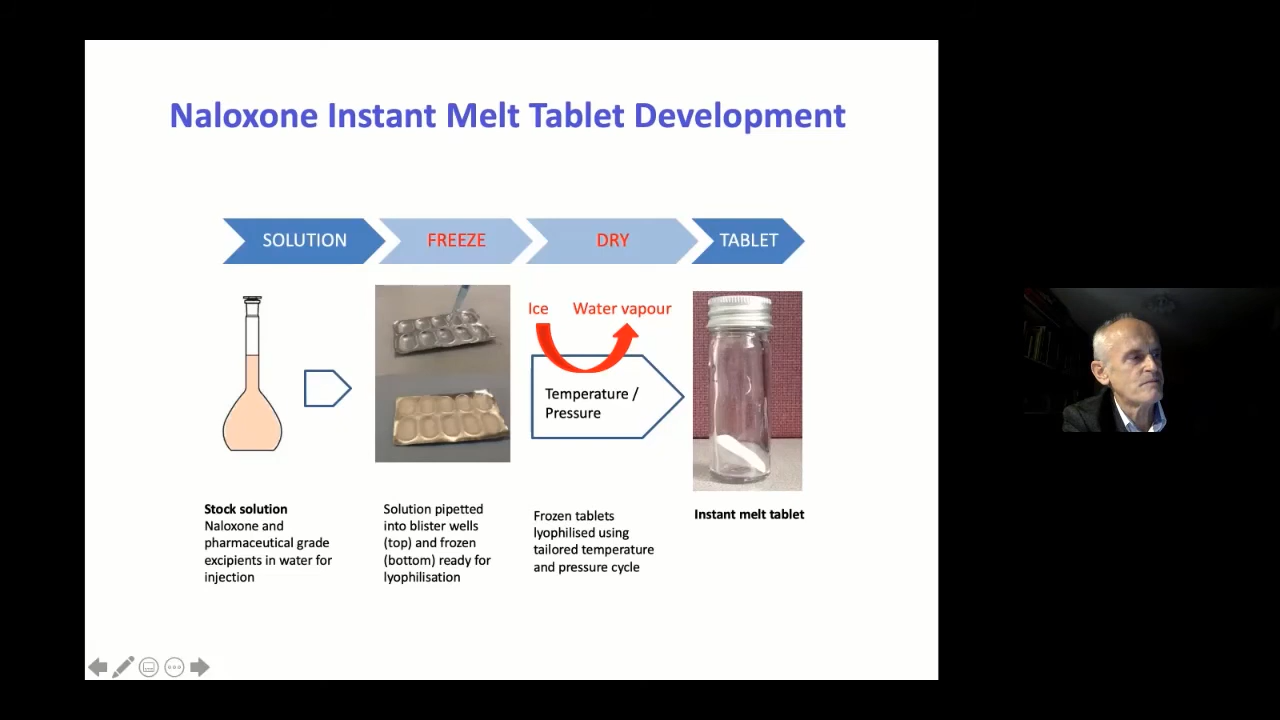 Naloxone Instant Melt Tablet Development
SOLUTION
FREEZE
DRY
TABLET
Ice
Water vapour
Temperature /
Pressure
Stock solution
Naloxone and
pharmaceutical grade
excipients in water for
injection
Solution pipetted
into blister wells
(top) and frozen
(bottom) ready for
lyophilisation
Frozen tablets
lyophilised using
tailored temperature
and pressure cycle
Instant melt tablet